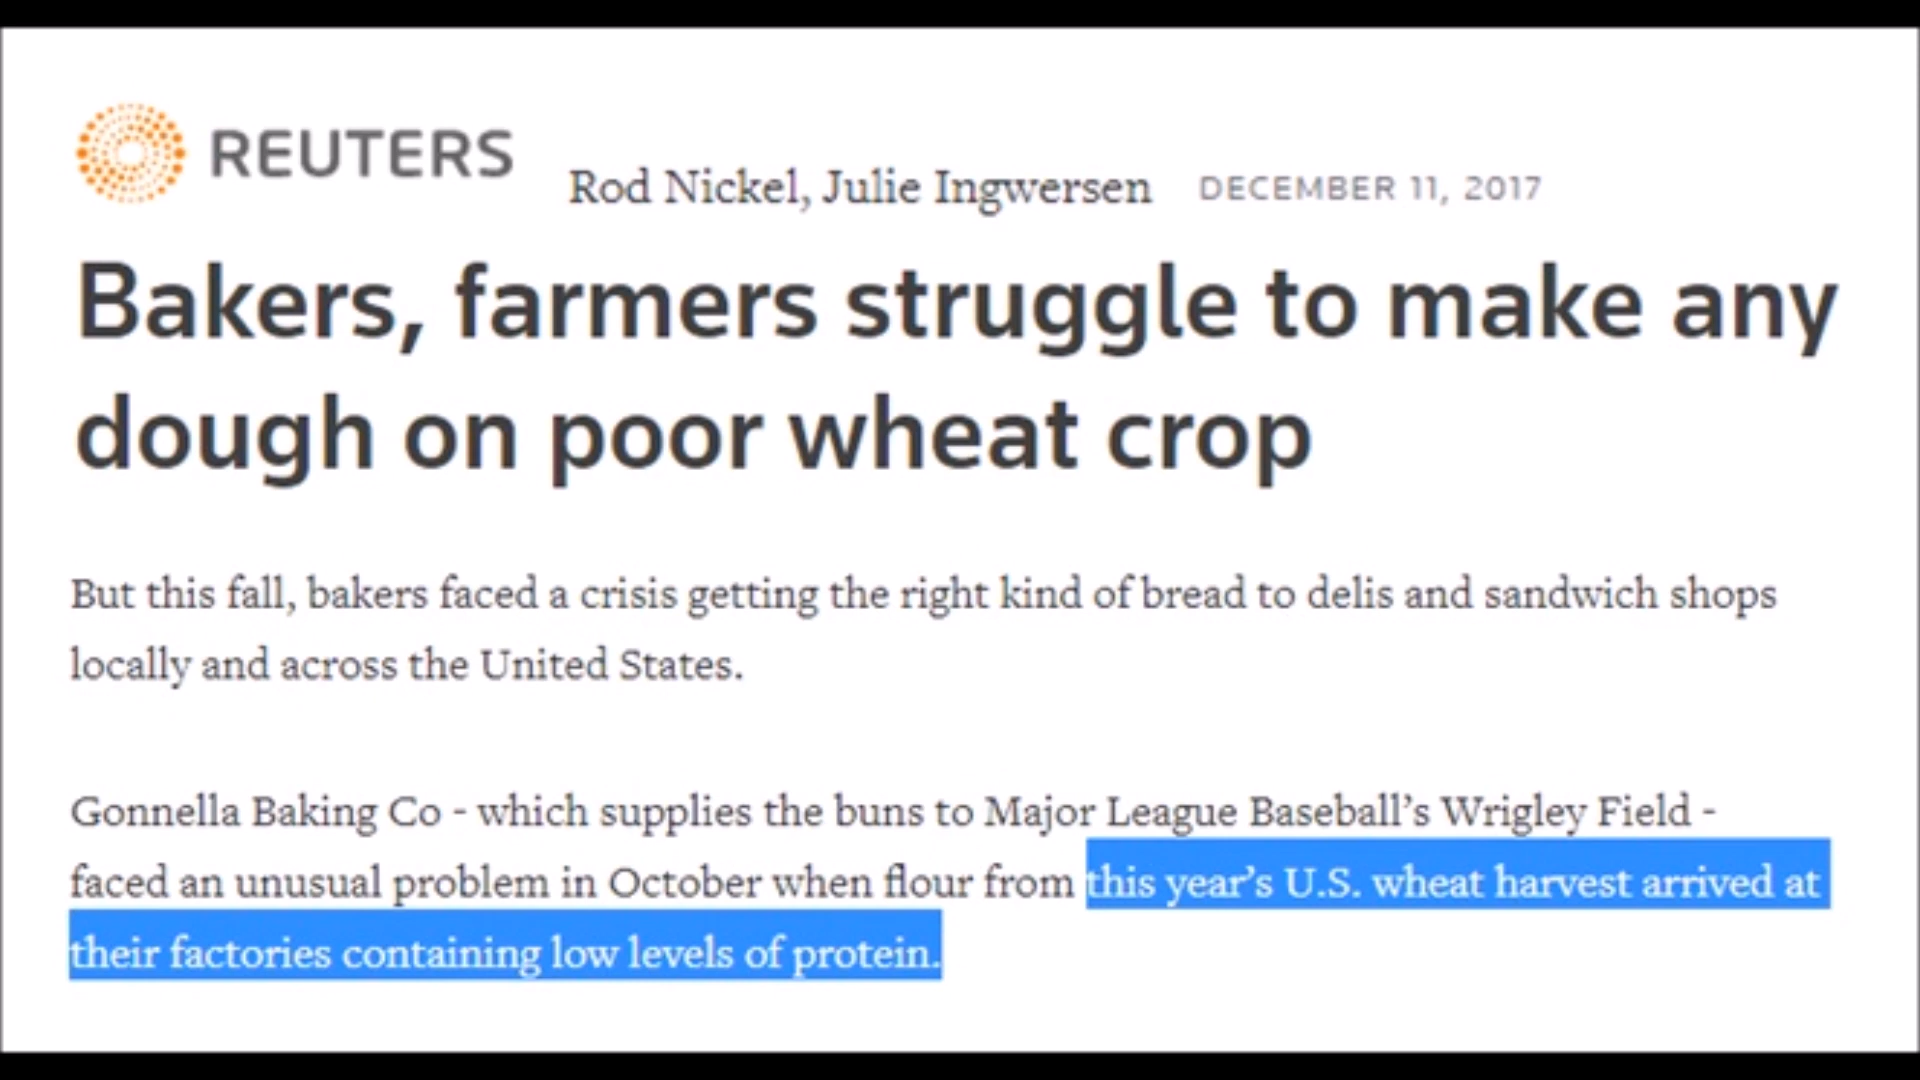 REUTERS
Rod Nickel, Julie Ingwersen DECEMBER 11, 2017
Bakers, farmers struggle to make any
dough on poor wheat crop
But this fall, bakers faced a crisis getting the right kind of bread to delis and sandwich shops
locally and across the United States.
Gonnella Baking Co - which supplies the buns to Major League Baseball’s Wrigley Field -
faced an unusual problem in October when flour from this year’s U.S. wheat harvest arrived at
their factories containing low levels of protein.